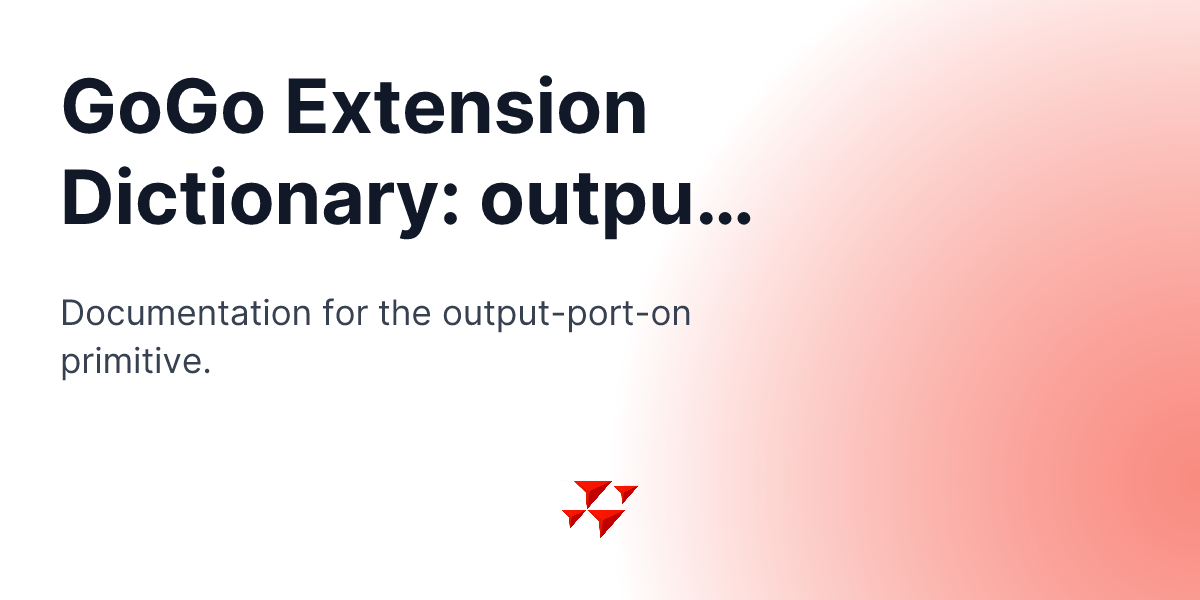 GoGo Extension
Dictionary: outpu...
Documentation for the output-port-on
primitive.